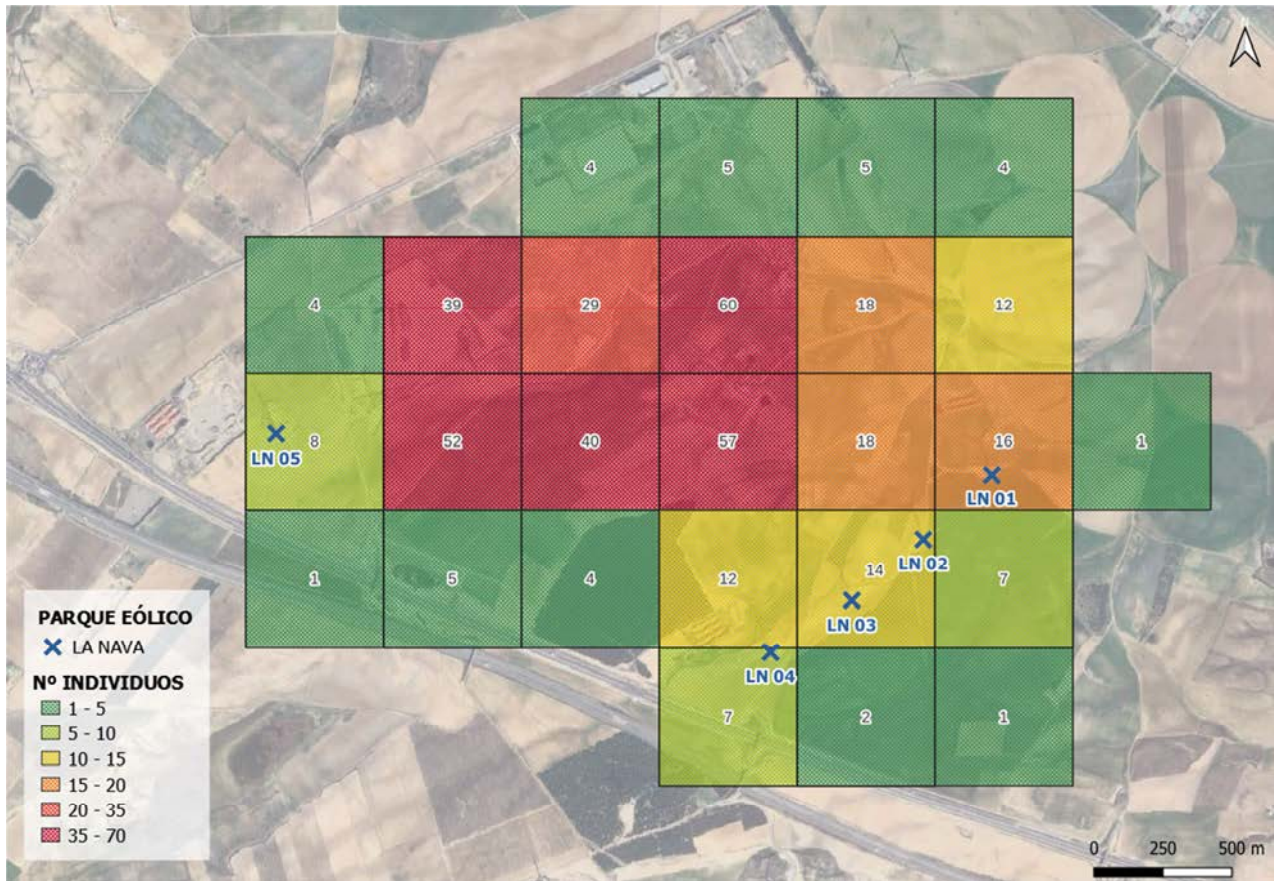 4 5 5 4
4 39 29 60 18 12
8 52 40 57 18 16 1
LN 05
LN 01
1 5 4 12 14 7
LN 02
LN 03
LN 04
7 2 1
PARQUE EÓLICO
LA NAVA
Nº INDIVIDUOS
1 - 5
5 - 10
10 - 15
15 - 20
20 - 35
35 - 70
0 250 500 m